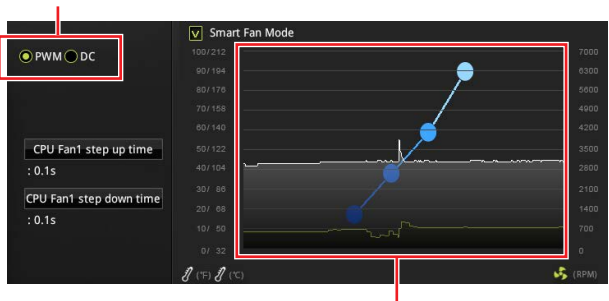 Smart Fan Mode
PWM DC
100/212 7000
90/194 6300
80/176 5600
70/158 4900
60/140 4200
CPU Fan1 step up time 50/122 3500
: 0.1s 40/104 2800
CPU Fan1 step down time 30/ 86 2100
: 0.1s 20/ 68 1400
10/ 50 700
0/ 32 0
(°F) (°C) (RPM)